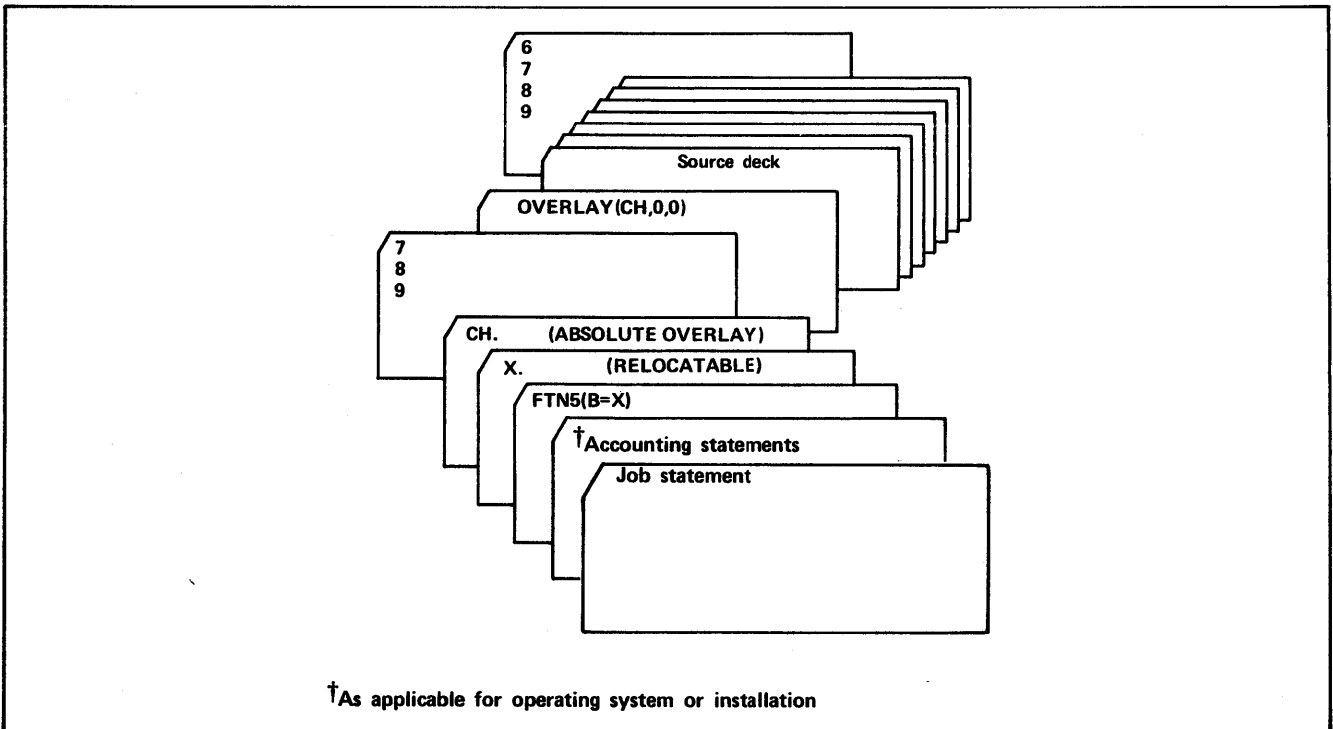 6
7
8
9
Source deck
OVERLAY(CH,0,0)
7
8
9
CH. (ABSOLUTE OVERLAY)
X. (RELOCATABLE)
FTN5(B=X)
†Accounting statements
Job statement
†As applicable for operating system or installation